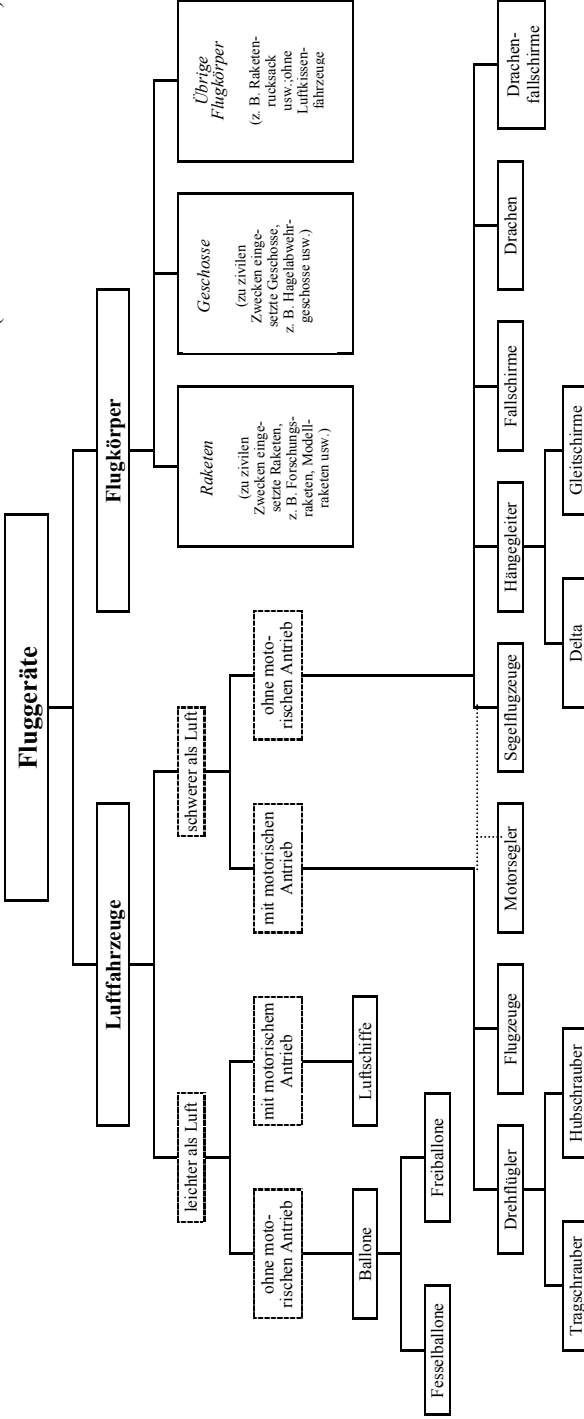 Fluggeräte
Luftfahrzeuge
Flugkörper
leichter als Luft
schwerer als Luft
ohne moto-
rischen Antrieb
mit motorischem
Antrieb
mit motorischen
Antrieb
ohne moto-
rischen Antrieb
Raketen
(zu zivilen
Zwecken einge-
setzte Raketen,
z. B. Forschungs-
raketen, Modell-
raketen usw.)
Geschosse
(zu zivilen
Zwecken einge-
setzte Geschosse,
z. B. Hagelabwehr-
geschosse usw.)
Übrige
Flugkörper
(z. B. Raketen-
rucksack
usw.;ohne
Luftkissen-
fahrzeuge
Ballone
Luftschiffe
Fesselballone
Freiballone
Drehflügler
Flugzeuge
Motorsegler
Segelflugzeuge
Hängegleiter
Fallschirme
Drachen
Drachen-
fallschirme
Tragschrauber
Hubschrauber
Delta
Gleitschirme